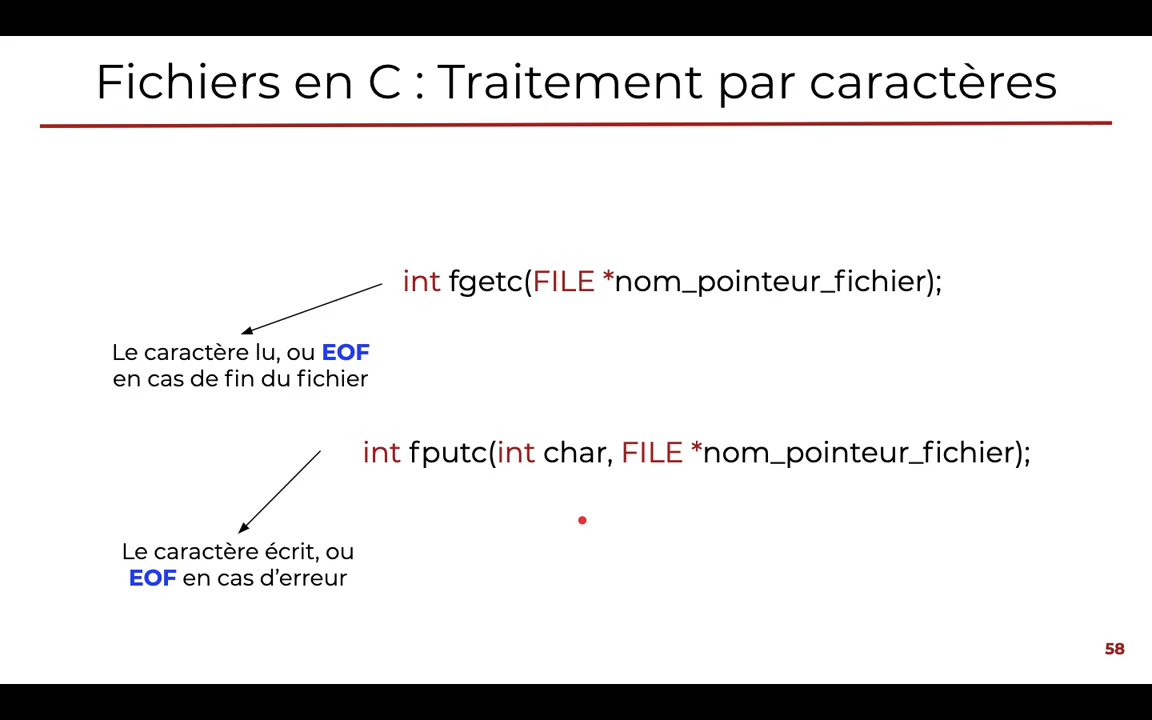 Fichiers en C : Traitement par caractères
int fgetc(FILE *nom_pointeur_fichier);
Le caractère lu, ou EOF
en cas de fin du fichier
int fputc(int char, FILE *nom_pointeur_fichier);
Le caractère écrit, ou
EOF en cas d’erreur
58